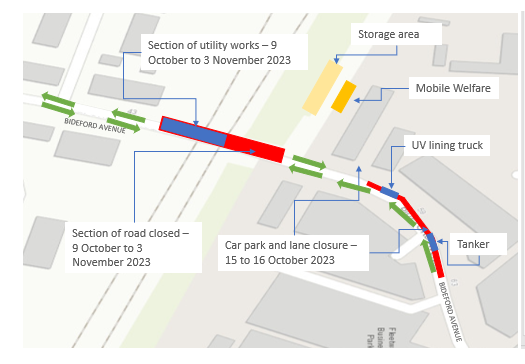 Section of utility works – 9
October to 3 November 2023
Storage area
Mobile Welfare
43
BIDEFORD AVENUE
UV lining truck
Section of road closed –
9 October to 3
November 2023
Car park and lane closure –
15 to 16 October 2023
Tanker
BIDEFORD AVENUE